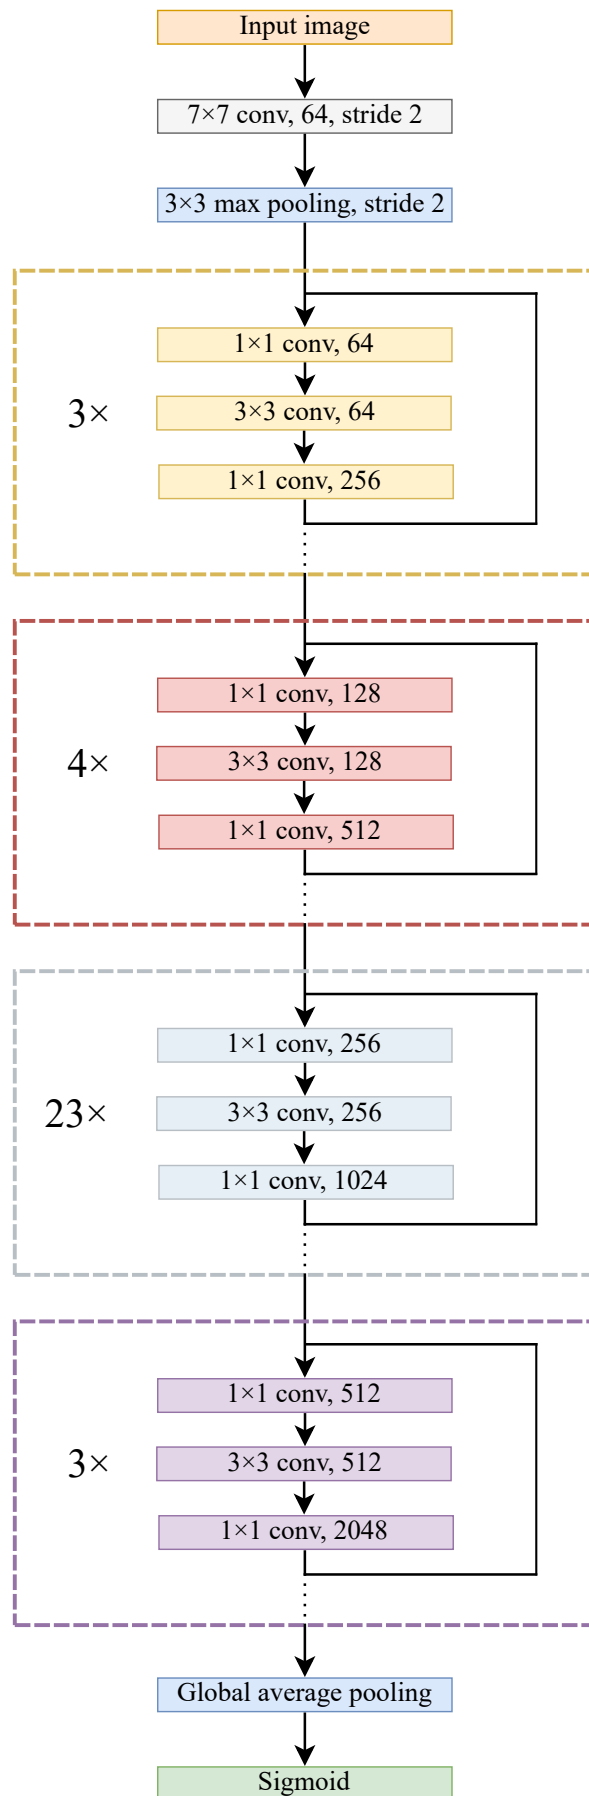 Input image
7×7 conv, 64, stride 2
3×3 max pooling, stride 2
1×1 conv, 64
3×
3×3 conv, 64
1×1 conv, 256
1×1 conv, 128
4×
3×3 conv, 128
1×1 conv, 512
1×1 conv, 256
23×
3×3 conv, 256
1×1 conv, 1024
1×1 conv, 512
3×
3×3 conv, 512
1×1 conv, 2048
Global average pooling
Sigmoid